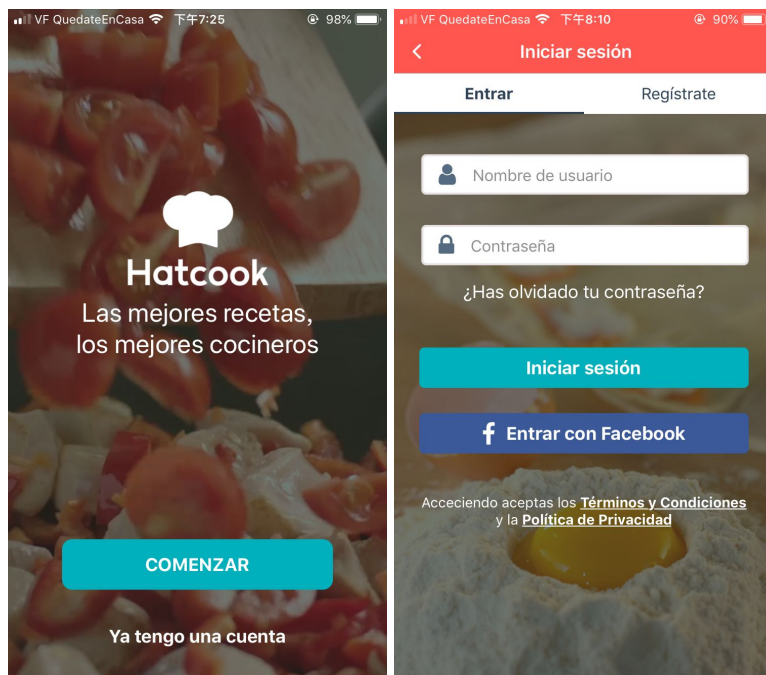 VF QuedateEnCasa 下午7:25 98%
Hatcook
Las mejores recetas,
los mejores cocineros
COMENZAR
Ya tengo una cuenta
VF QuedateEnCasa 下午8:10 90%
Iniciar sesión
Entrar Regístrate
Nombre de usuario
Contraseña
¿Has olvidado tu contraseña?
Iniciar sesión
f Entrar con Facebook
Acceciendo aceptas los Términos y Condiciones
y la Política de Privacidad